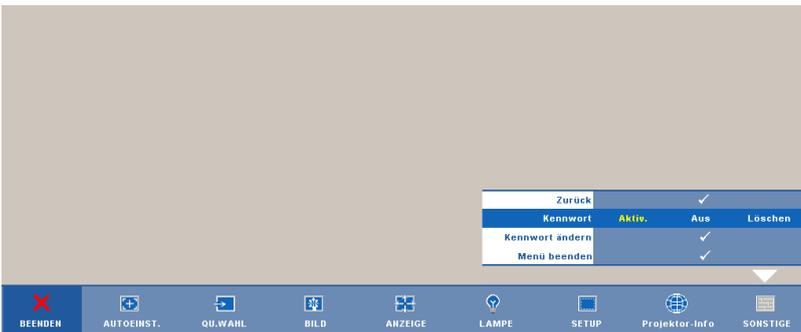 Zurück
Kennwort Aktiv. Aus Löschen
Kennwort ändern
Menü beenden
BEENDEN AUTOEINST. QU.WAHL BILD ANZEIGE LAMPE SETUP Projektor-Info SONSTIGE